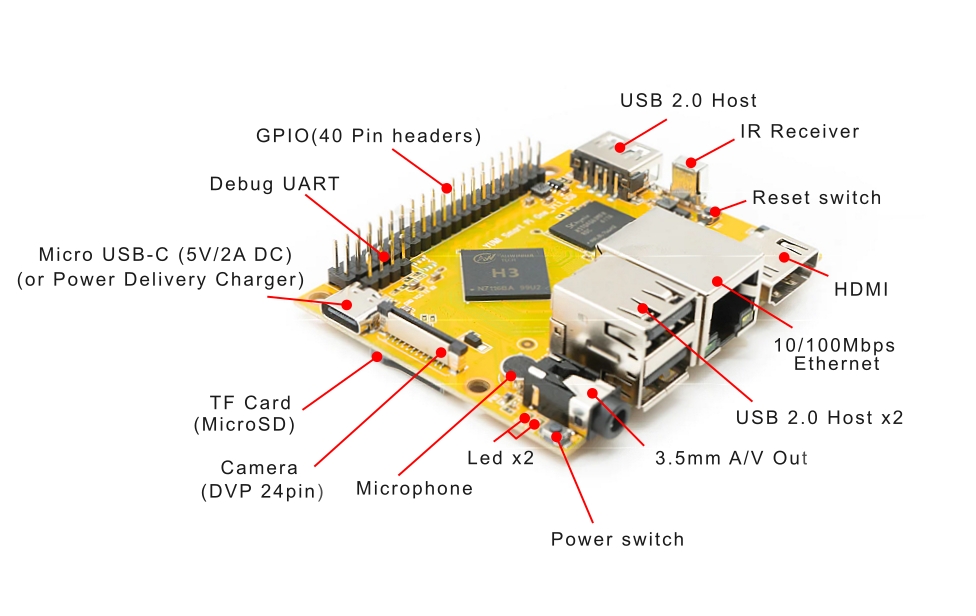 USB 2.0 Host
IR Receiver
GPIO(40 Pin headers)
Debug UART
Reset switch
Micro USB-C (5V/2A DC)
(or Power Delivery Charger)
H3
HDMI
10/100Mbps
Ethernet
TF Card
(MicroSD)
USB 2.0 Host x2
Led x2
3.5mm A/V Out
Camera
(DVP 24pin)
Microphone
Power switch